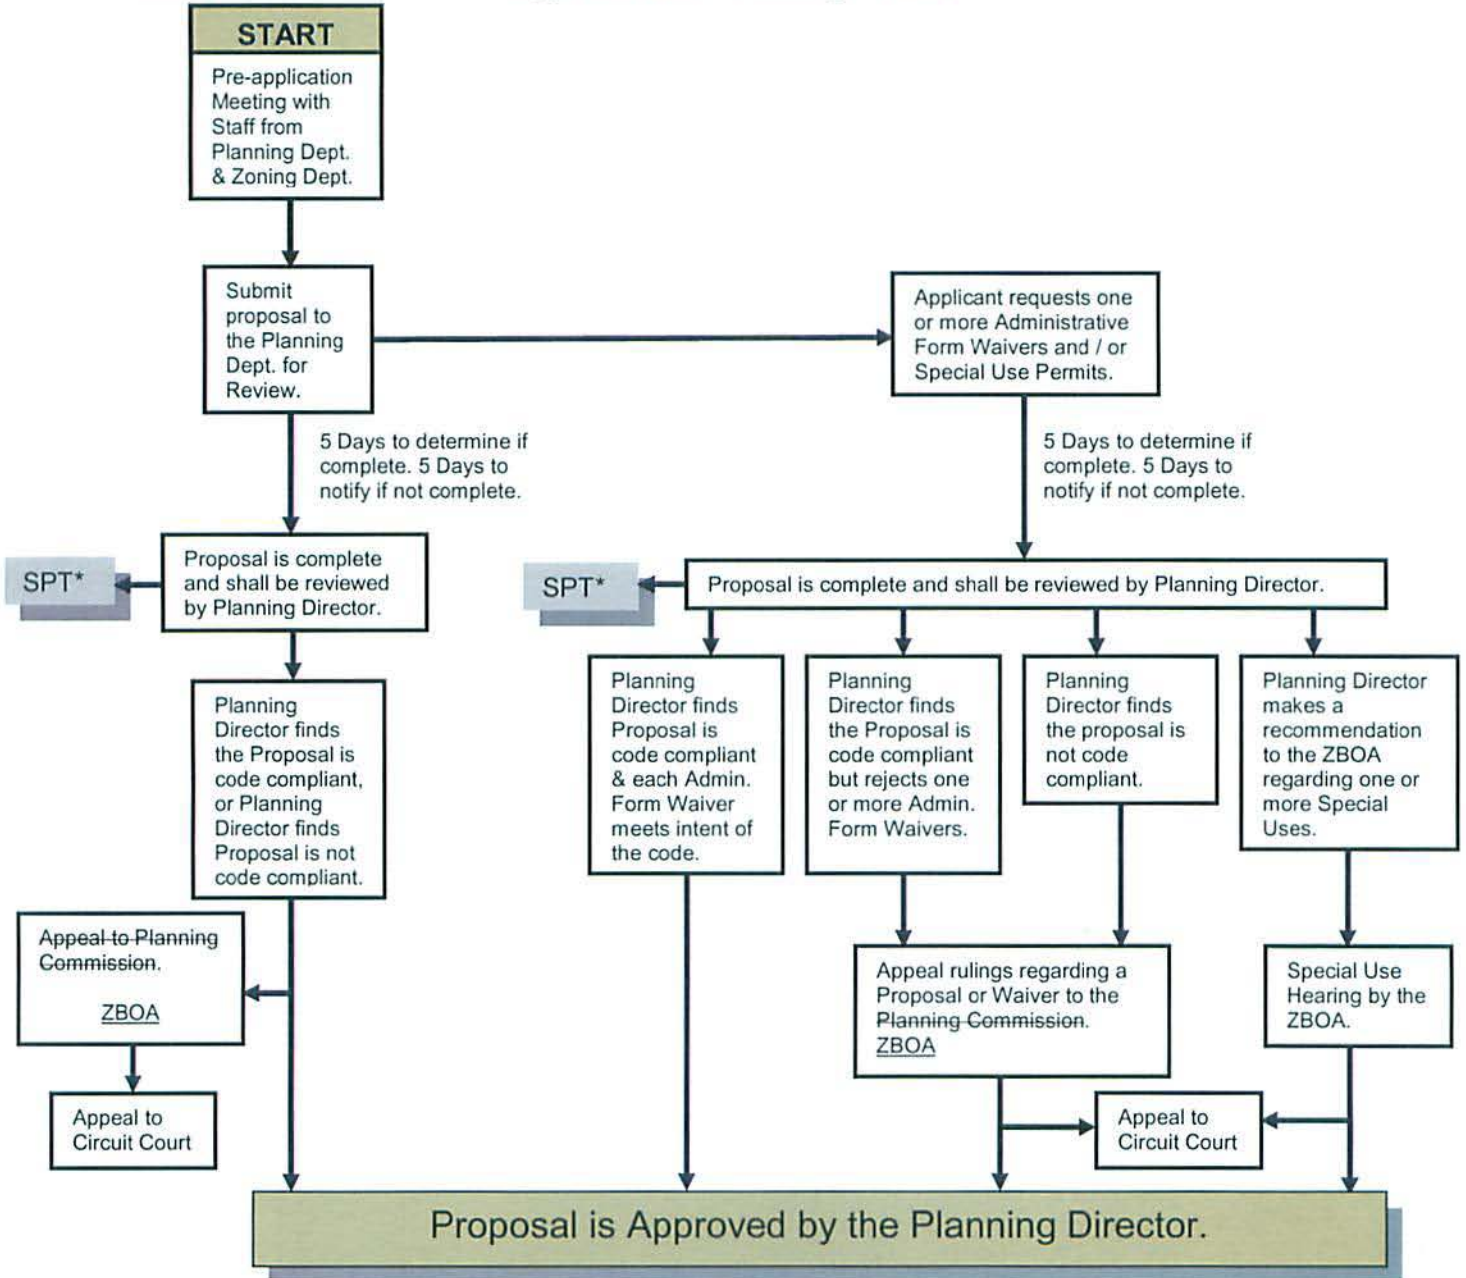 START
Pre-application
Meeting with
Staff from
Planning Dept.
& Zoning Dept.
Submit
proposal to
the Planning
Dept. for
Review.
Applicant requests one
or more Administrative
Form Waivers and / or
Special Use Permits.
5 Days to determine if
complete. 5 Days to
notify if not complete.
5 Days to determine if
complete. 5 Days to
notify if not complete.
SPT*
Proposal is complete
and shall be reviewed
by Planning Director.
SPT*
Proposal is complete and shall be reviewed by Planning Director.
Planning
Director finds
the Proposal is
code compliant,
or Planning
Director finds
Proposal is not
code compliant.
Planning
Director finds
Proposal is
code compliant
& each Admin.
Form Waiver
meets intent of
the code.
Planning
Director finds
the Proposal is
code compliant
but rejects one
or more Admin.
Form Waivers.
Planning
Director finds
the proposal is
not code
compliant.
Planning Director
makes a
recommendation
to the ZBOA
regarding one or
more Special
Uses.
Appeal to Planning
Commission.
ZBOA
Appeal to
Circuit Court
Appeal rulings regarding a
Proposal or Waiver to the
Planning Commission.
ZBOA
Special Use
Hearing by the
ZBOA.
Appeal to
Circuit Court
Proposal is Approved by the Planning Director.